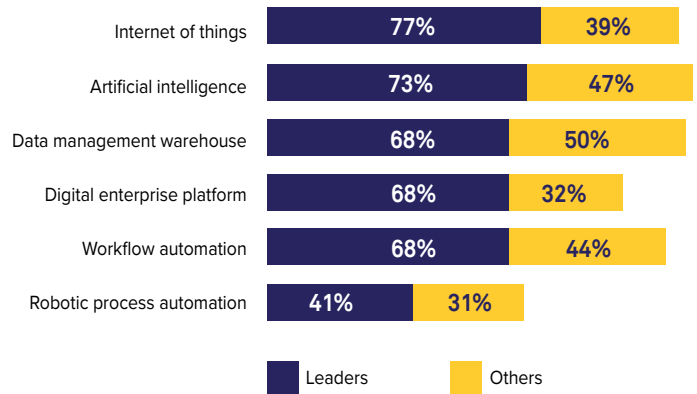 Internet of things 77% 39%
Artificial intelligence 73% 47%
Data management warehouse 68% 50%
Digital enterprise platform 68% 32%
Workflow automation 68% 44%
Robotic process automation 41% 31%
Leaders Others